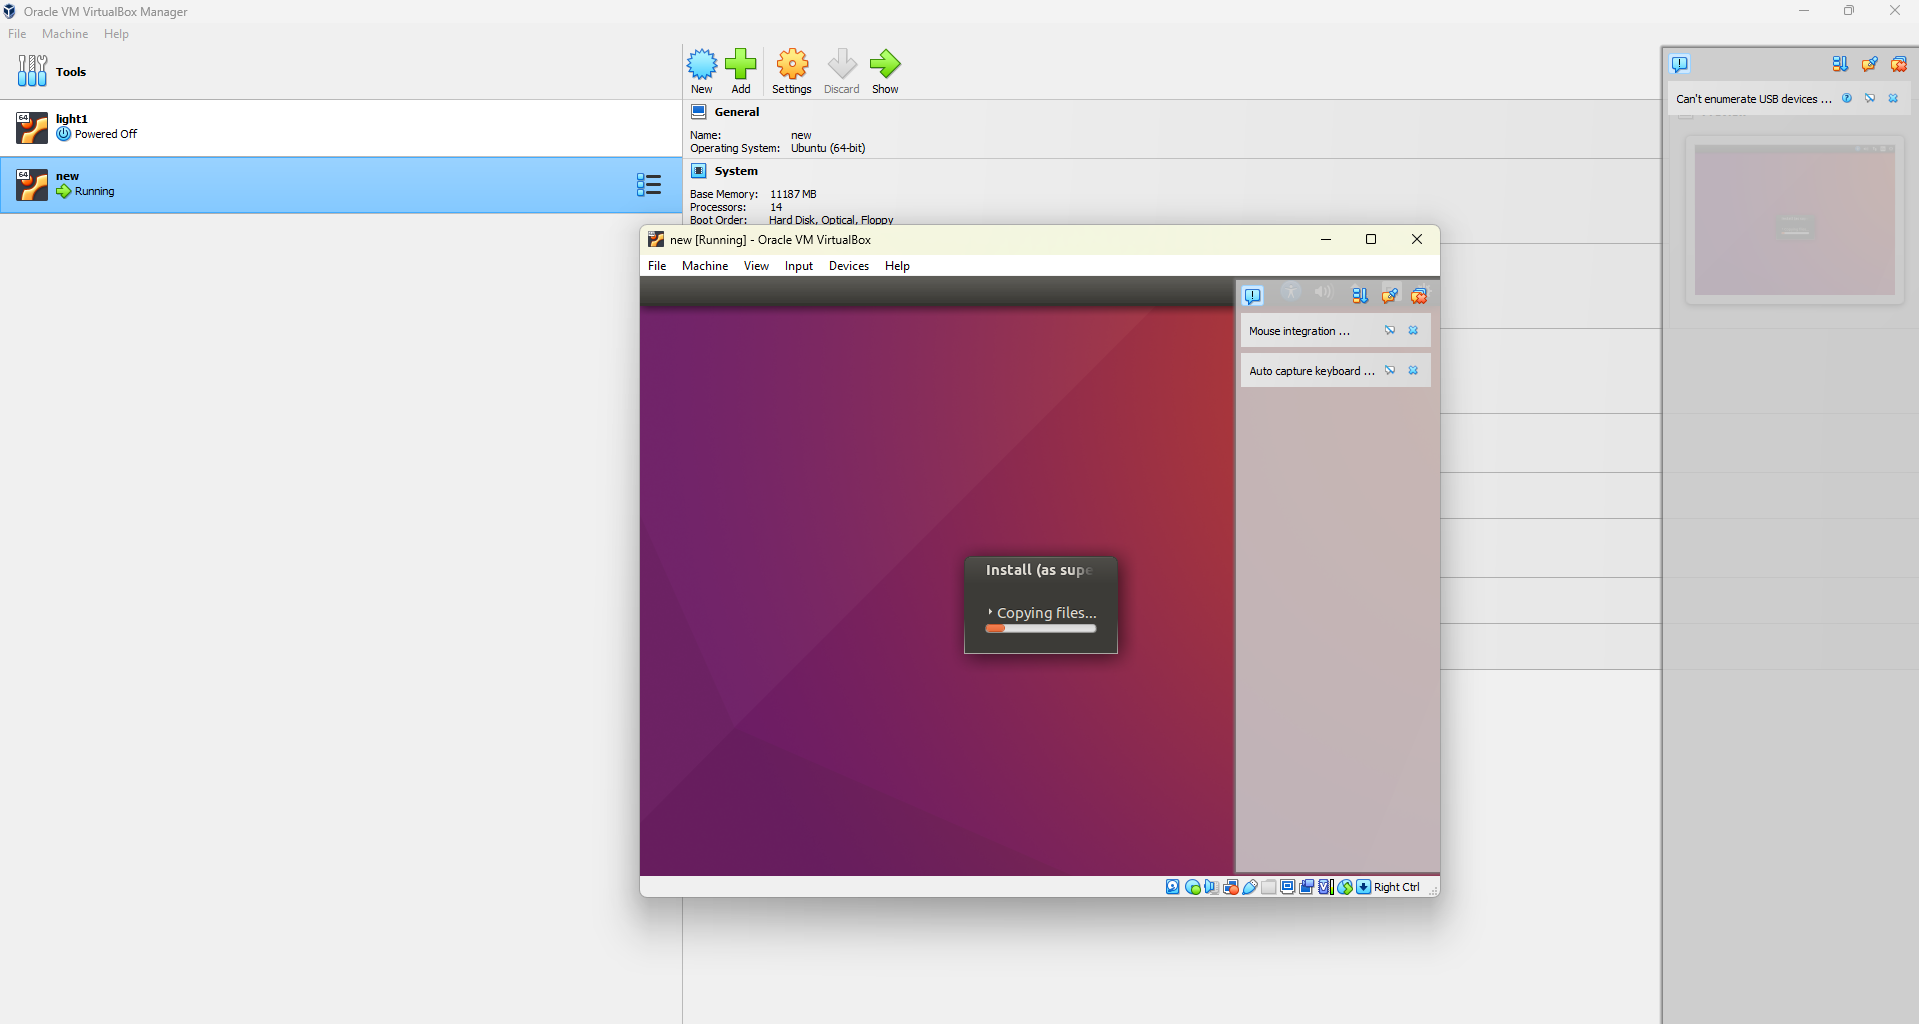 Oracle VM VirtualBox Manager
File Machine Help
Tools
New Add Settings Discard Show
64 light1
Powered Off
64 new
Running
General
Name: new
Operating System: Ubuntu (64-bit)
System
Base Memory: 11187 MB
Processors: 14
Boot Order: Hard Disk, Optical, Floppy
Can't enumerate USB devices ...
new [Running] - Oracle VM VirtualBox
File Machine View Input Devices Help
Mouse integration ...
Auto capture keyboard ...
Install (as supe
Copying files...
Right Ctrl